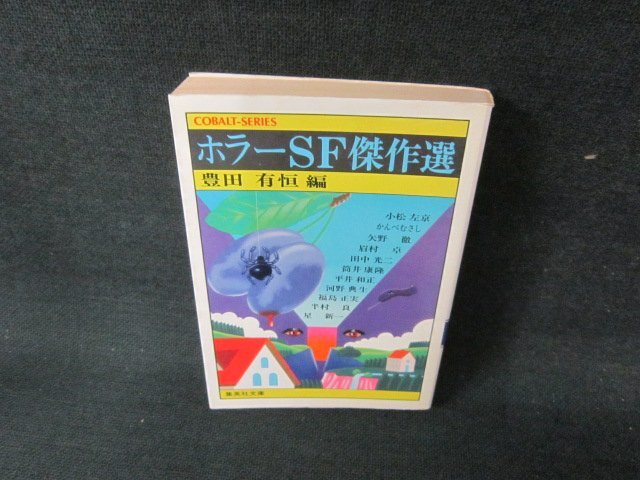 COBALT-SERIES
ホラーSF傑作選
豊田 有恒 編
小松 左京
かんべむさし
矢野 徹
眉村 卓
田中 光二
筒井 康隆
平井 和正
河野 典生
福島 正実
半村 良
星 新一
集英社文庫